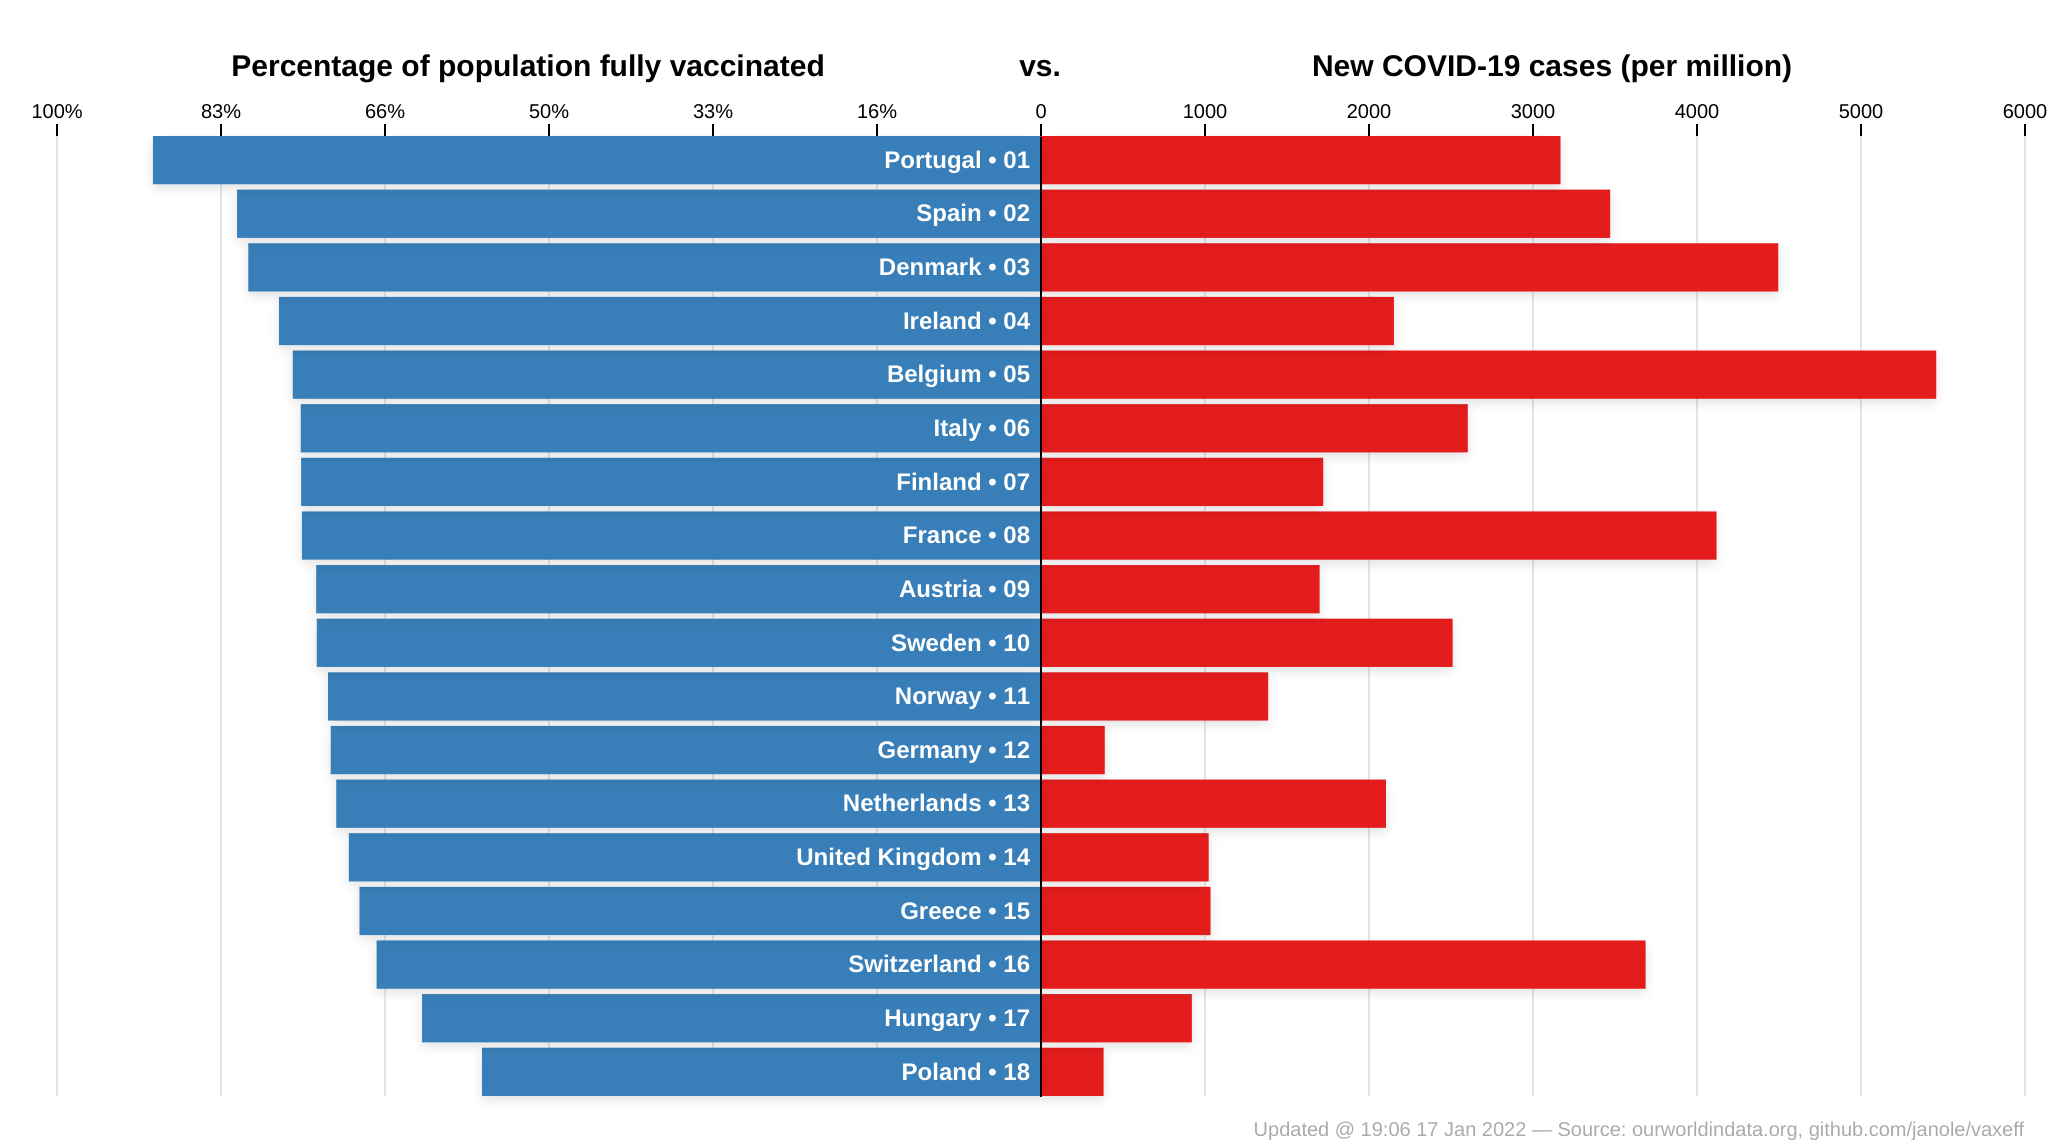 Percentage of population fully vaccinated vs. New COVID-19 cases (per million)
100% 83% 66% 50% 33% 16% 0 1000 2000 3000 4000 5000 6000
Portugal • 01
Spain • 02
Denmark • 03
Ireland • 04
Belgium • 05
Italy • 06
Finland • 07
France • 08
Austria • 09
Sweden • 10
Norway • 11
Germany • 12
Netherlands • 13
United Kingdom • 14
Greece • 15
Switzerland • 16
Hungary • 17
Poland • 18
Updated @ 19:06 17 Jan 2022 — Source: ourworldindata.org, github.com/janole/vaxeff